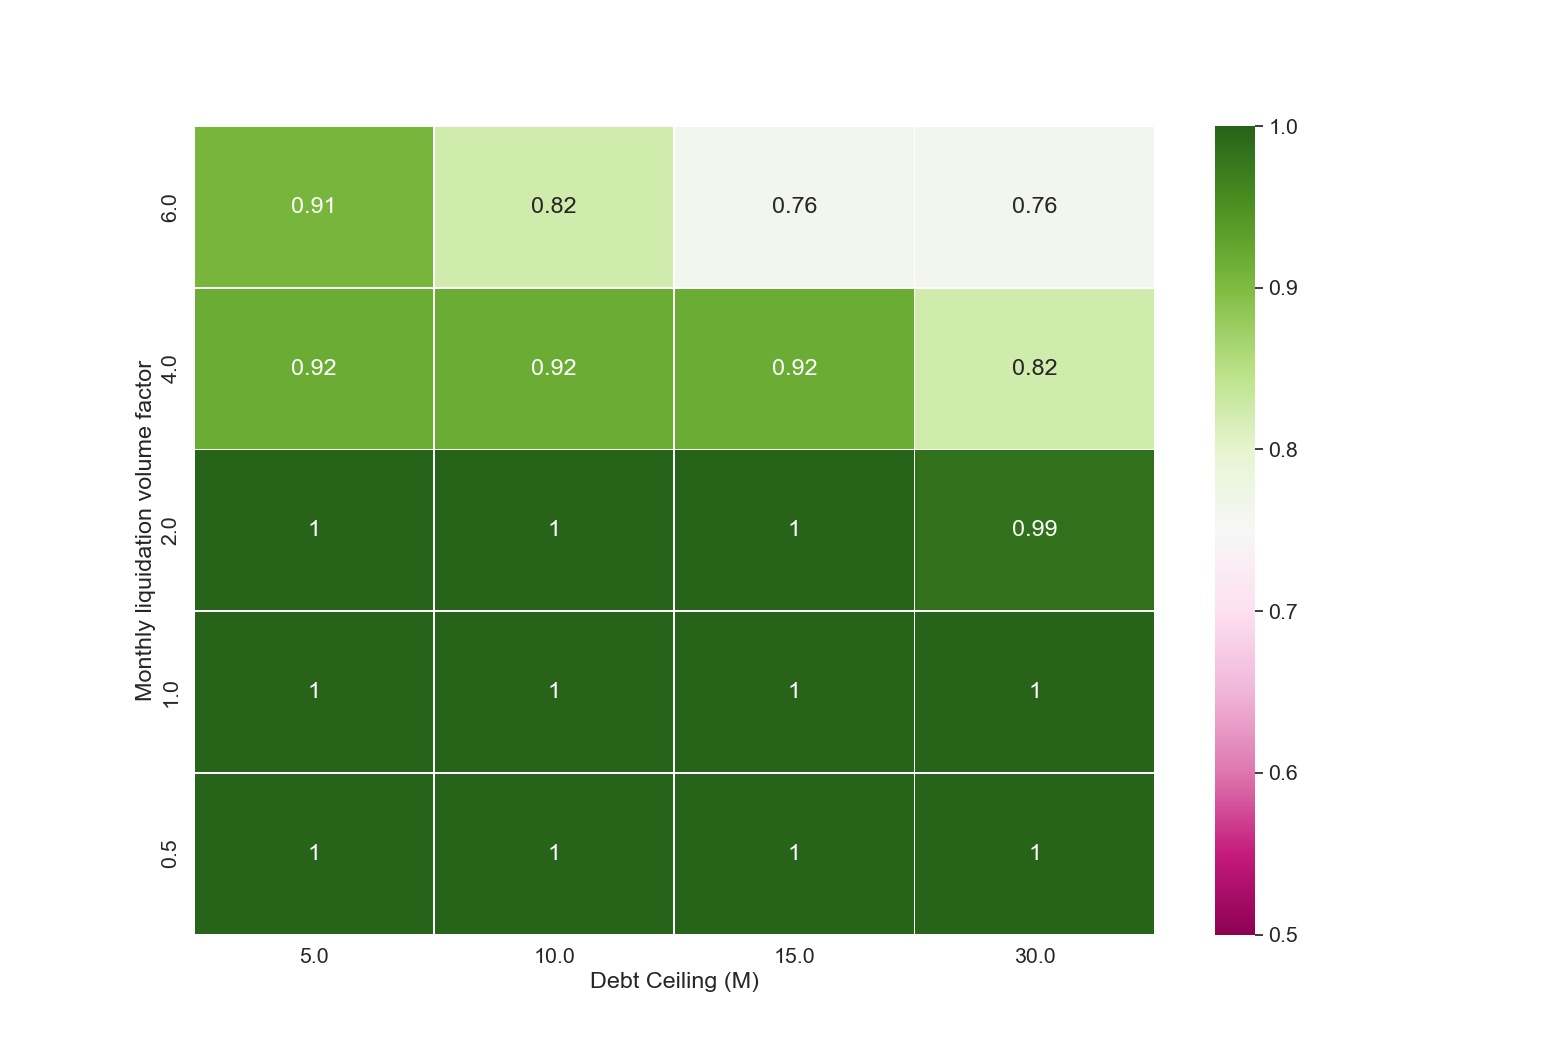 Monthly liquidation volume factor
6.0 0.91 0.82 0.76 0.76
4.0 0.92 0.92 0.92 0.82
2.0 1 1 1 0.99
1.0 1 1 1 1
0.5 1 1 1 1
5.0 10.0 15.0 30.0
Debt Ceiling (M)
1.0
0.9
0.8
0.7
0.6
0.5